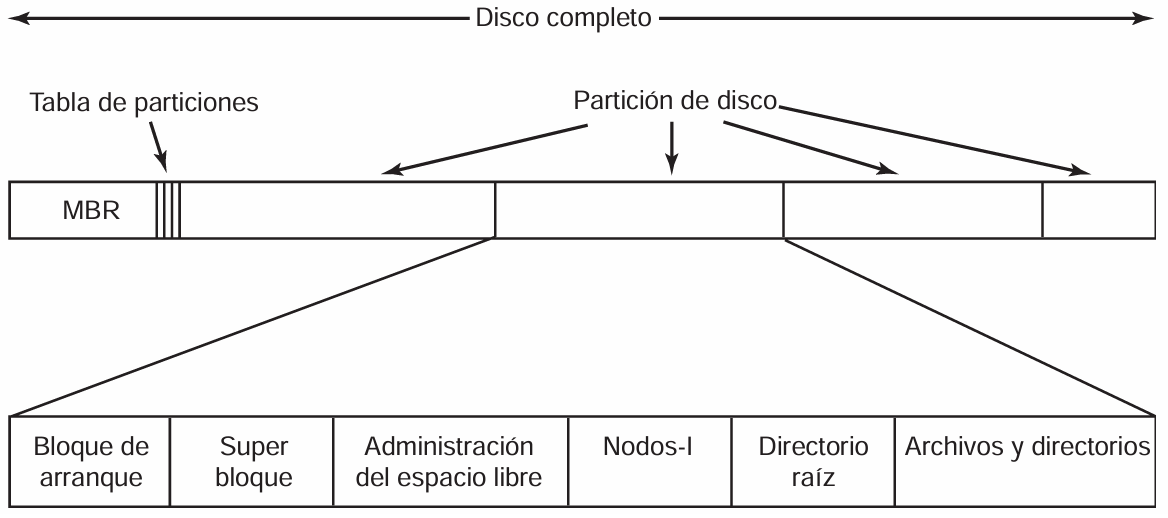 Disco completo
Tabla de particiones
Partición de disco
MBR
Bloque de
arranque
Super
bloque
Administración
del espacio libre
Nodos-I
Directorio
raíz
Archivos y directorios